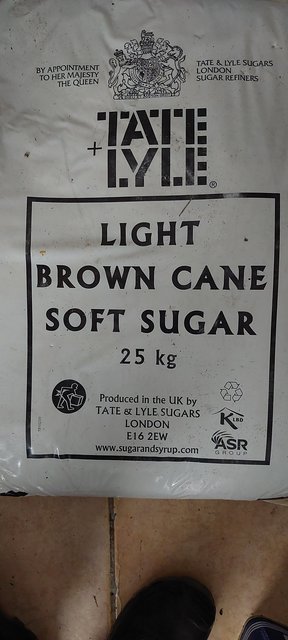 BY APPOINTMENT
TO HER MAJESTY
THE QUEEN
TATE & LYLE SUGARS
LONDON
SUGAR REFINERS
TATE
+LYLE®
LIGHT
BROWN CANE
SOFT SUGAR
25 kg
Produced in the UK by
TATE & LYLE SUGARS
LONDON
E16 2EW
www.sugarandsyrup.com
K LBD
ASR
GROUP